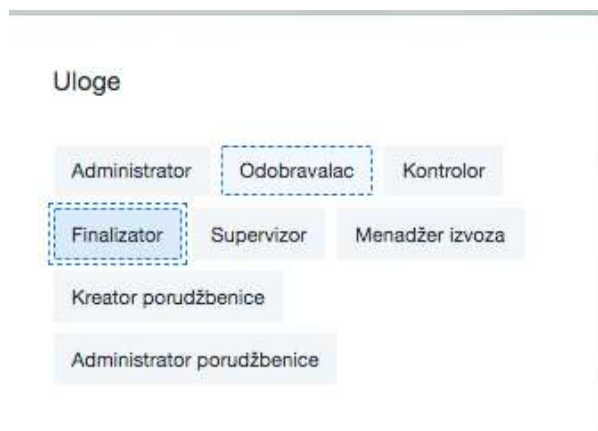 Uloge
Administrator Odobravalac Kontrolor
Finalizator Supervizor Menadžer izvoza
Kreator porudžbenice
Administrator porudžbenice